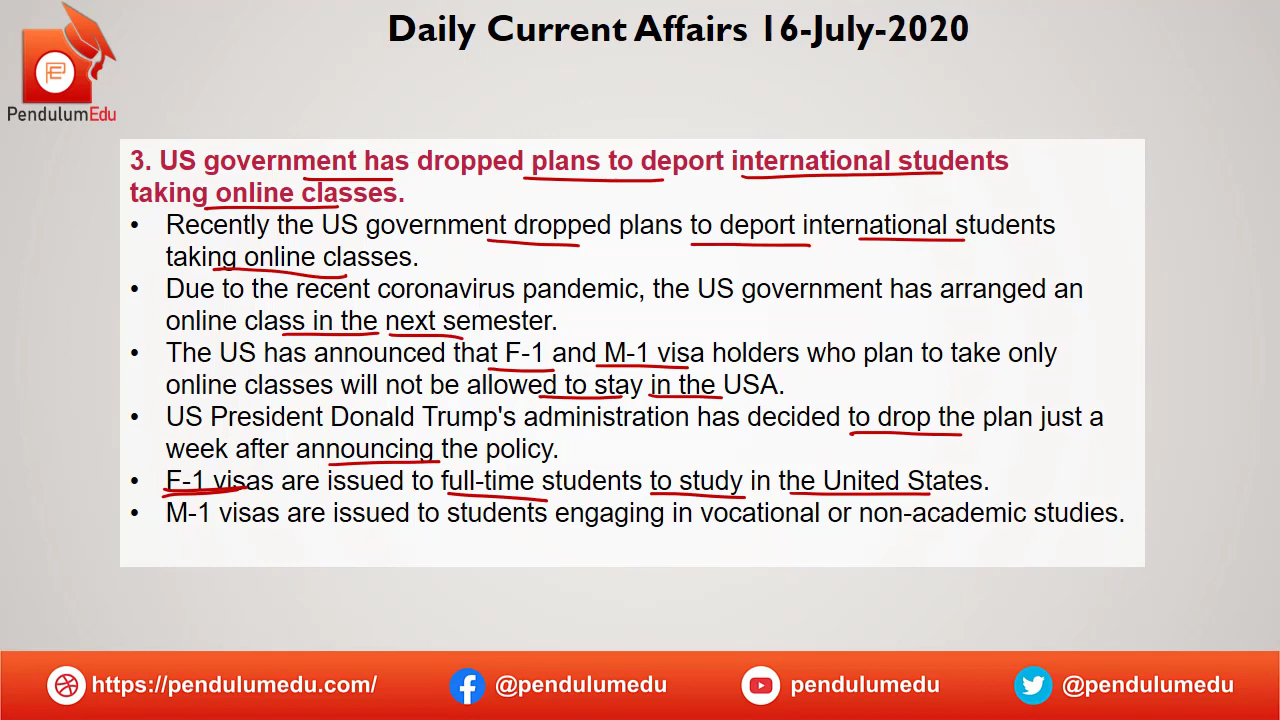 Daily Current Affairs 16-July-2020
PendulumEdu
3. US government has dropped plans to deport international students
taking online classes.
• Recently the US government dropped plans to deport international students
taking online classes.
• Due to the recent coronavirus pandemic, the US government has arranged an
online class in the next semester.
• The US has announced that F-1 and M-1 visa holders who plan to take only
online classes will not be allowed to stay in the USA.
• US President Donald Trump's administration has decided to drop the plan just a
week after announcing the policy.
• F-1 visas are issued to full-time students to study in the United States.
• M-1 visas are issued to students engaging in vocational or non-academic studies.
https://pendulumedu.com/ @pendulumedu pendulumedu @pendulumedu